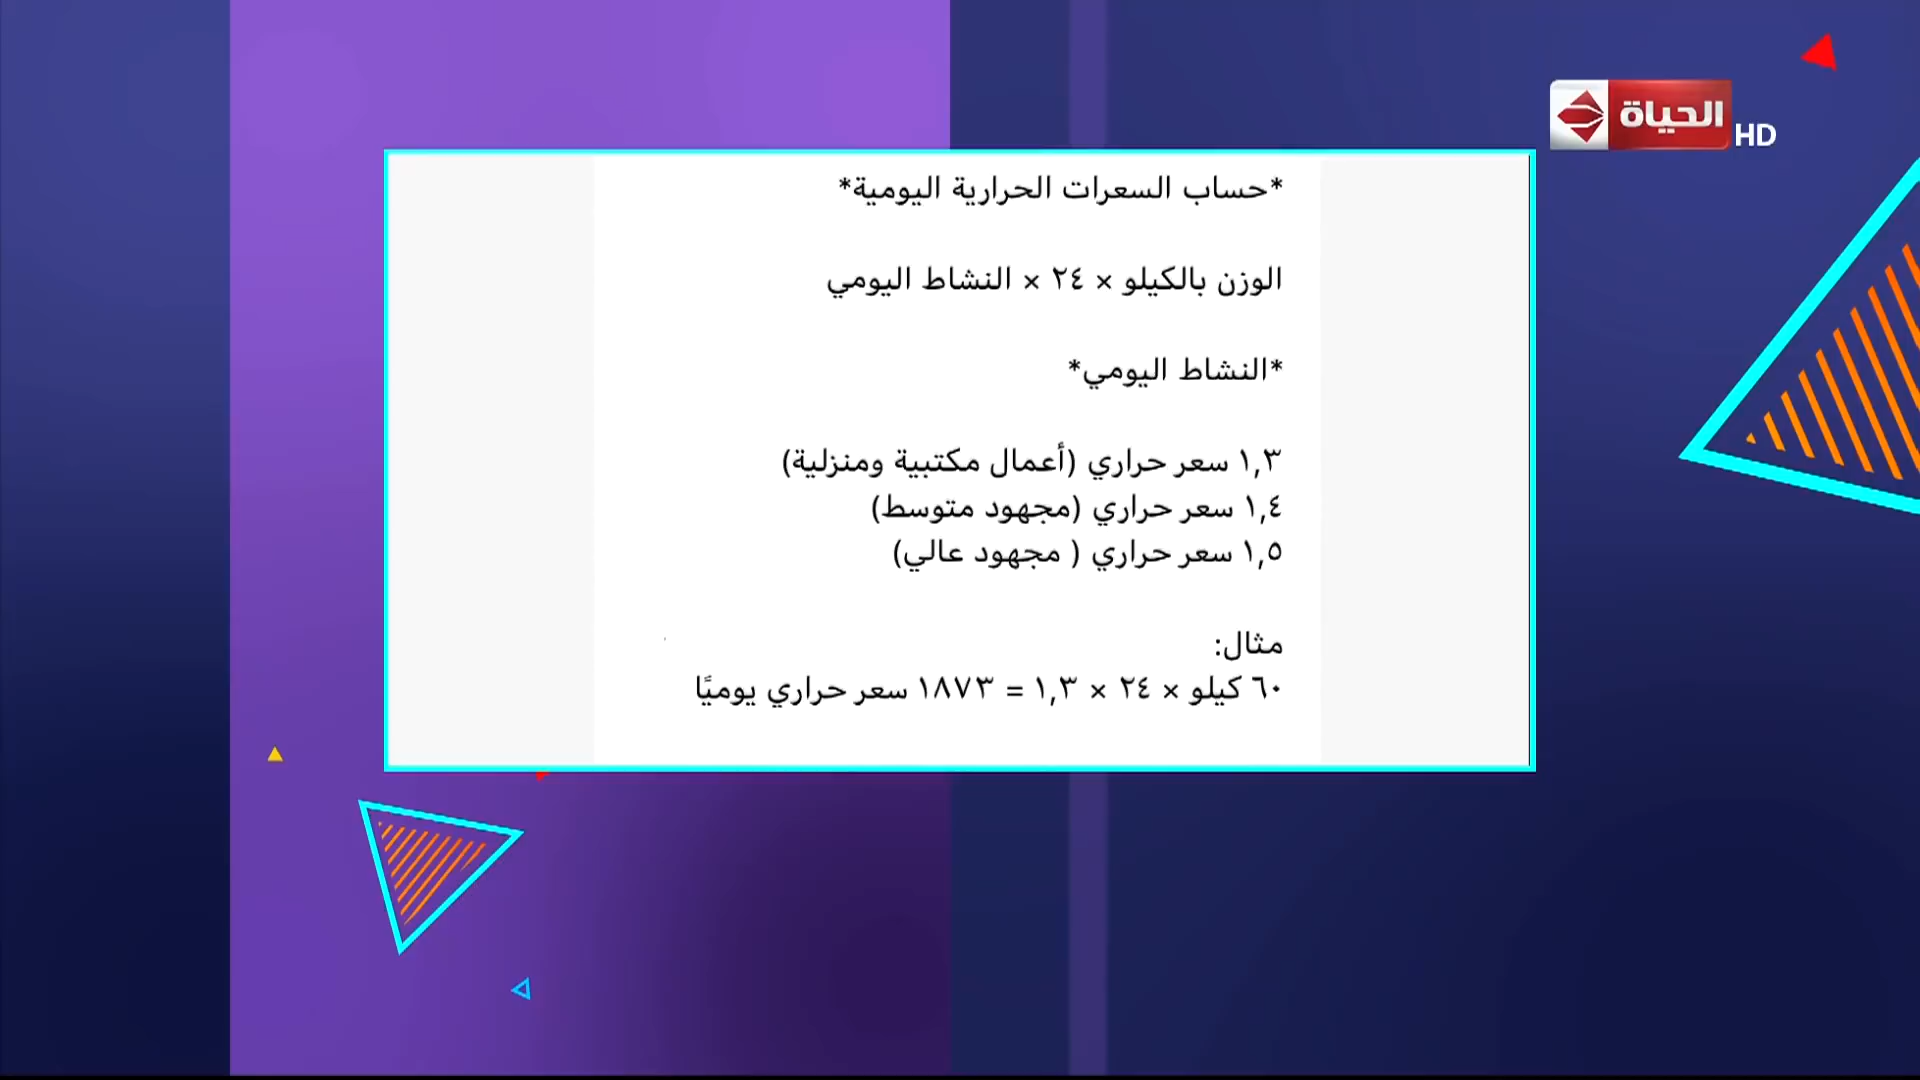 الحياة
HD
*حساب السعرات الحرارية اليومية*
الوزن بالكيلو × ٢٤ × النشاط اليومي
*النشاط اليومي*
١,٣ سعر حراري (أعمال مكتبية ومنزلية)
١,٤ سعر حراري (مجهود متوسط)
١,٥ سعر حراري ( مجهود عالي)
مثال:
٦٠ كيلو × ٢٤ × ١,٣ = ١٨٧٣ سعر حراري يوميًا